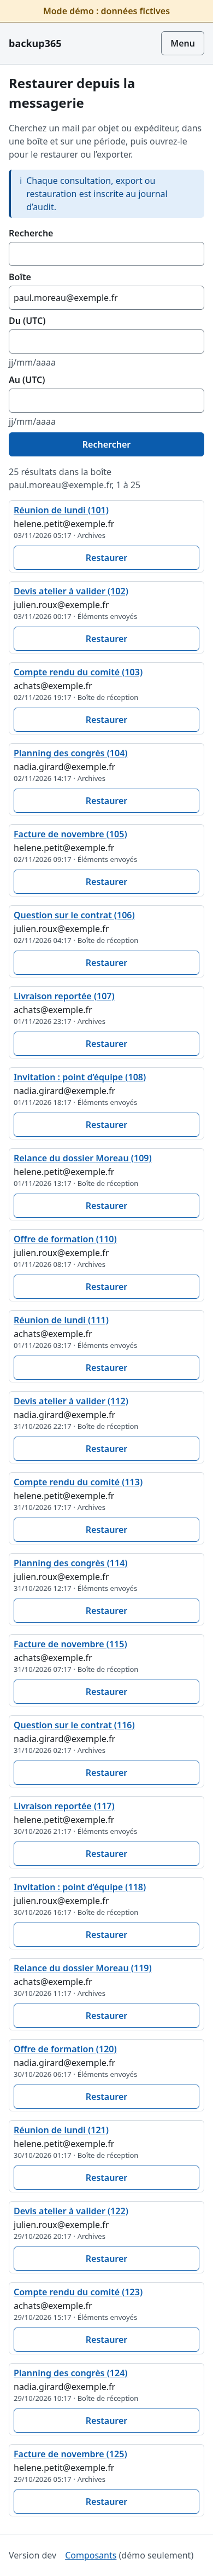 Mode démo : données fictives
backup365
Menu
Restaurer depuis la
messagerie
Cherchez un mail par objet ou expéditeur, dans
une boîte et sur une période, puis ouvrez-le
pour le restaurer ou l’exporter.
i Chaque consultation, export ou
restauration est inscrite au journal
d’audit.
Recherche
Boîte
paul.moreau@exemple.fr
Du (UTC)
jj/mm/aaaa
Au (UTC)
jj/mm/aaaa
Rechercher
25 résultats dans la boîte
paul.moreau@exemple.fr, 1 à 25
Réunion de lundi (101)
helene.petit@exemple.fr
03/11/2026 05:17 · Archives
Restaurer
Devis atelier à valider (102)
julien.roux@exemple.fr
03/11/2026 00:17 · Éléments envoyés
Restaurer
Compte rendu du comité (103)
achats@exemple.fr
02/11/2026 19:17 · Boîte de réception
Restaurer
Planning des congrès (104)
nadia.girard@exemple.fr
02/11/2026 14:17 · Archives
Restaurer
Facture de novembre (105)
helene.petit@exemple.fr
02/11/2026 09:17 · Éléments envoyés
Restaurer
Question sur le contrat (106)
julien.roux@exemple.fr
02/11/2026 04:17 · Boîte de réception
Restaurer
Livraison reportée (107)
achats@exemple.fr
01/11/2026 23:17 · Archives
Restaurer
Invitation : point d’équipe (108)
nadia.girard@exemple.fr
01/11/2026 18:17 · Éléments envoyés
Restaurer
Relance du dossier Moreau (109)
helene.petit@exemple.fr
01/11/2026 13:17 · Boîte de réception
Restaurer
Offre de formation (110)
julien.roux@exemple.fr
01/11/2026 08:17 · Archives
Restaurer
Réunion de lundi (111)
achats@exemple.fr
01/11/2026 03:17 · Éléments envoyés
Restaurer
Devis atelier à valider (112)
nadia.girard@exemple.fr
31/10/2026 22:17 · Boîte de réception
Restaurer
Compte rendu du comité (113)
helene.petit@exemple.fr
31/10/2026 17:17 · Archives
Restaurer
Planning des congrès (114)
julien.roux@exemple.fr
31/10/2026 12:17 · Éléments envoyés
Restaurer
Facture de novembre (115)
achats@exemple.fr
31/10/2026 07:17 · Boîte de réception
Restaurer
Question sur le contrat (116)
nadia.girard@exemple.fr
31/10/2026 02:17 · Archives
Restaurer
Livraison reportée (117)
helene.petit@exemple.fr
30/10/2026 21:17 · Éléments envoyés
Restaurer
Invitation : point d’équipe (118)
julien.roux@exemple.fr
30/10/2026 16:17 · Boîte de réception
Restaurer
Relance du dossier Moreau (119)
achats@exemple.fr
30/10/2026 11:17 · Archives
Restaurer
Offre de formation (120)
nadia.girard@exemple.fr
30/10/2026 06:17 · Éléments envoyés
Restaurer
Réunion de lundi (121)
helene.petit@exemple.fr
30/10/2026 01:17 · Boîte de réception
Restaurer
Devis atelier à valider (122)
julien.roux@exemple.fr
29/10/2026 20:17 · Archives
Restaurer
Compte rendu du comité (123)
achats@exemple.fr
29/10/2026 15:17 · Éléments envoyés
Restaurer
Planning des congrès (124)
nadia.girard@exemple.fr
29/10/2026 10:17 · Boîte de réception
Restaurer
Facture de novembre (125)
helene.petit@exemple.fr
29/10/2026 05:17 · Archives
Restaurer
Version dev Composants (démo seulement)